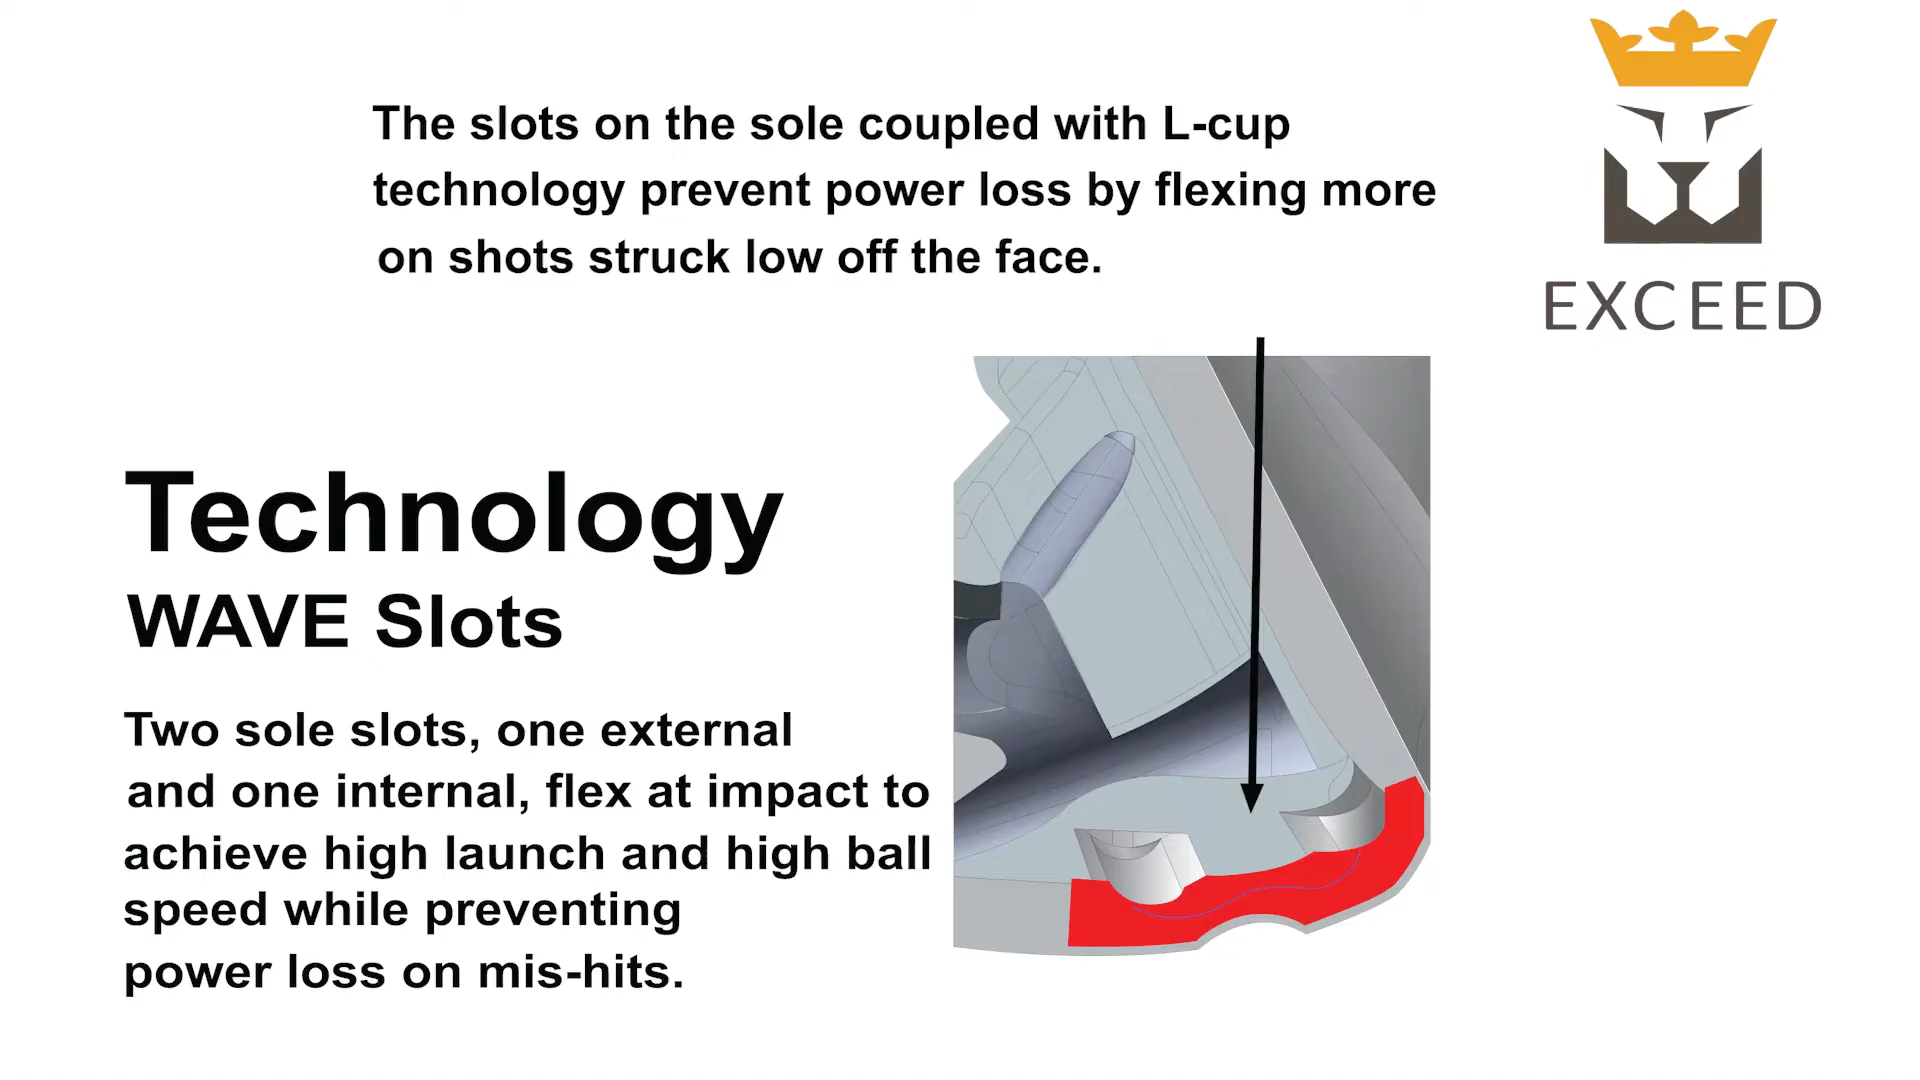 The slots on the sole coupled with L-cup
technology prevent power loss by flexing more
on shots struck low off the face.
EXCEED
Technology
WAVE Slots
Two sole slots, one external
and one internal, flex at impact to
achieve high launch and high ball
speed while preventing
power loss on mis-hits.